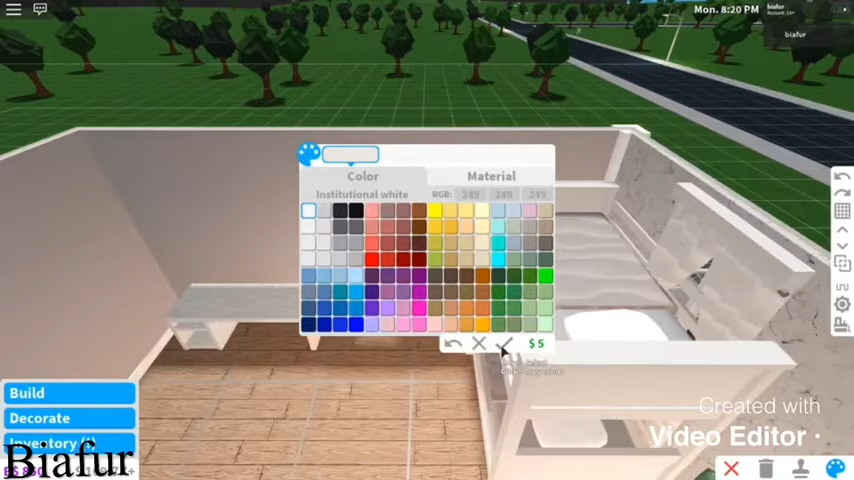 Mon. 8:20 PM
biafur
biafur
Color
Material
Institutional white
RGB: 249 249 249
$ 5
Build
Decorate
Biafur
Created with
Video Editor ·